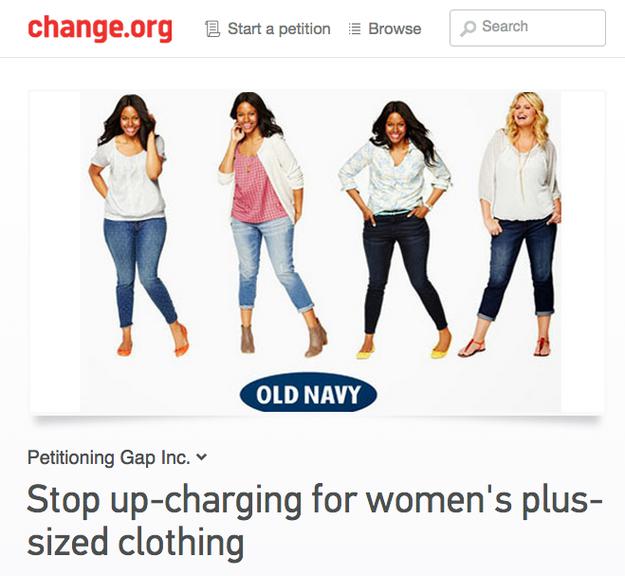 change.org
Start a petition
Browse
Search
OLD NAVY
Petitioning Gap Inc.
Stop up-charging for women's plus-
sized clothing